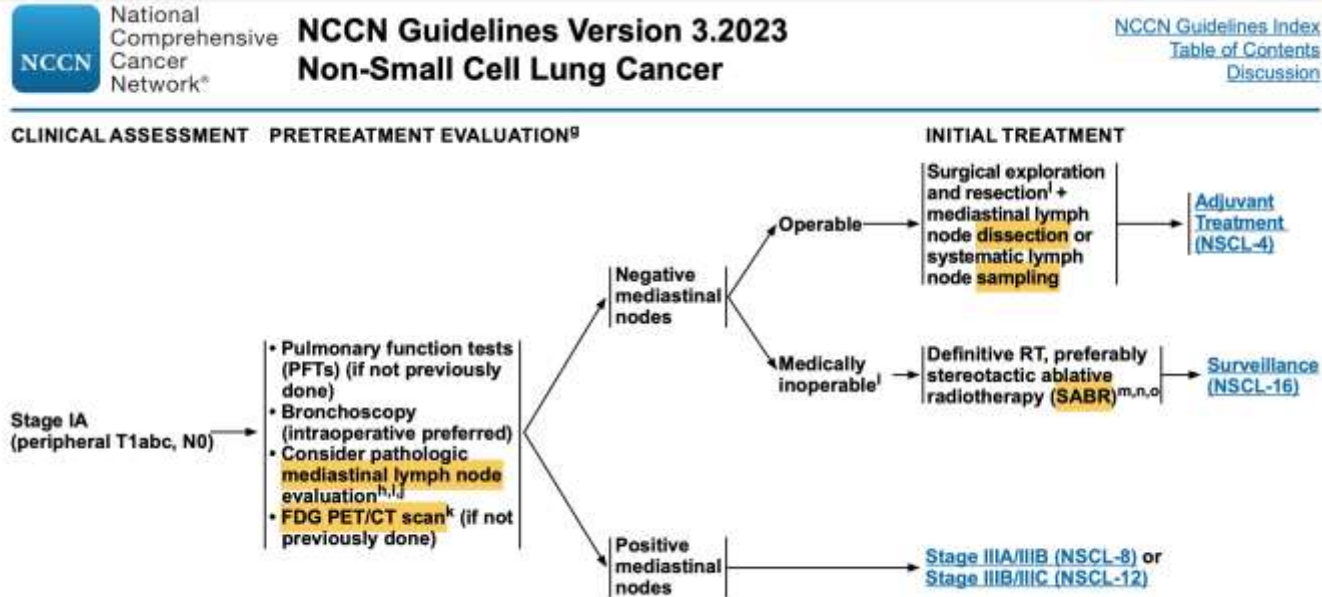 National
Comprehensive
Cancer
Network®
NCCN
NCCN Guidelines Version 3.2023
Non-Small Cell Lung Cancer
NCCN Guidelines Index
Table of Contents
Discussion
CLINICAL ASSESSMENT
PRETREATMENT EVALUATIONg
INITIAL TREATMENT
Stage IA
(peripheral T1abc, N0)
• Pulmonary function tests
(PFTs) (if not previously
done)
• Bronchoscopy
(intraoperative preferred)
• Consider pathologic
mediastinal lymph node
evaluationh,i,j
• FDG PET/CT scank (if not
previously done)
Negative
mediastinal
nodes
Operable
Surgical exploration
and resectionl +
mediastinal lymph
node dissection or
systematic lymph
node sampling
Adjuvant
Treatment
(NSCL-4)
Medically
inoperablel
Definitive RT, preferably
stereotactic ablative
radiotherapy (SABR)m,n,o
Surveillance
(NSCL-16)
Positive
mediastinal
nodes
Stage IIIA/IIIB (NSCL-8) or
Stage IIIB/IIIC (NSCL-12)